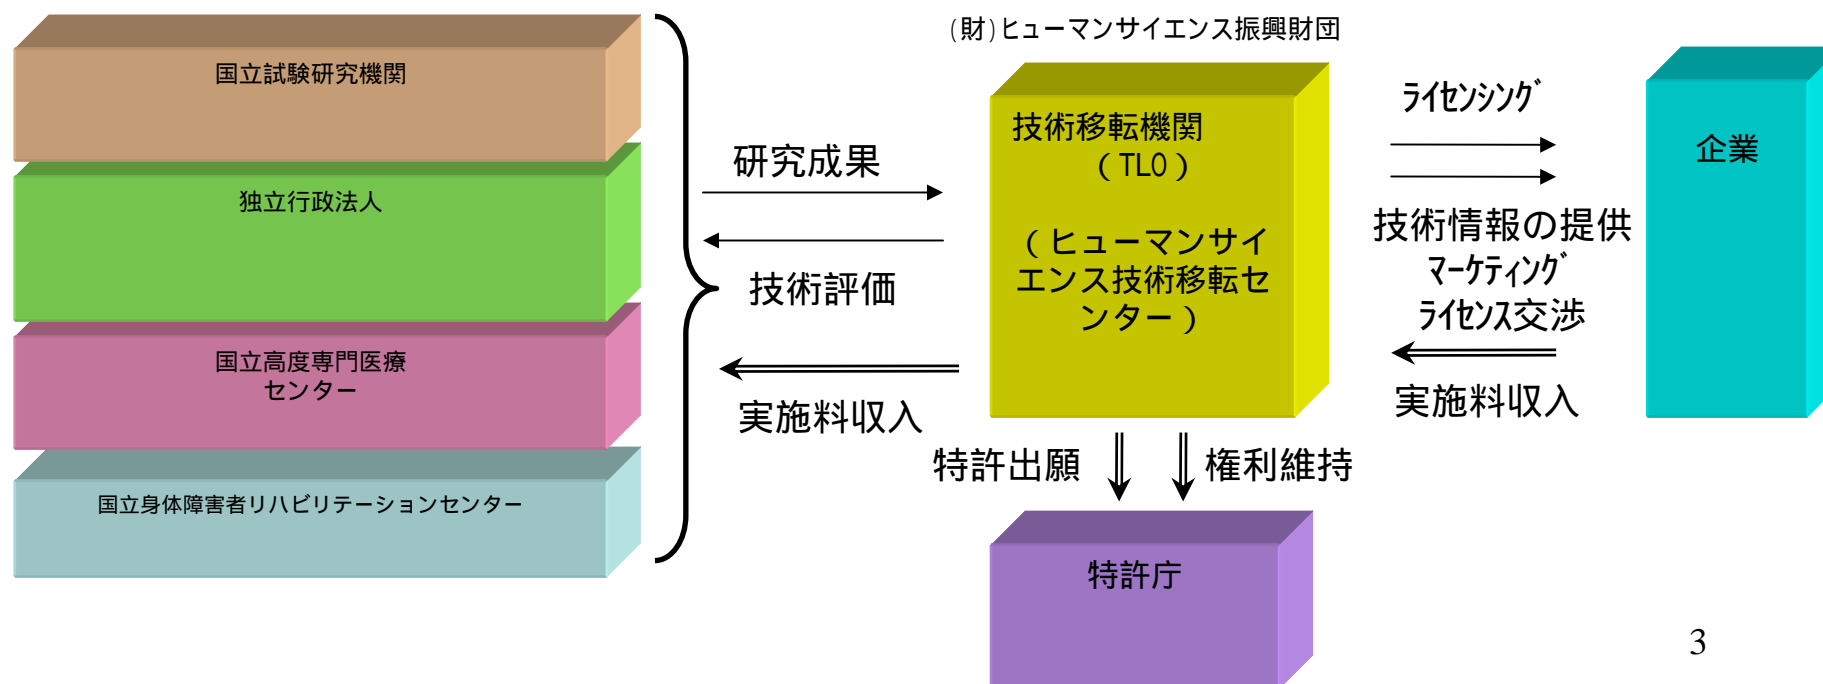 (財)ヒューマンサイエンス振興財団
国立試験研究機関
独立行政法人
国立高度専門医療
センター
国立身体障害者リハビリテーションセンター
研究成果
技術評価
実施料収入
技術移転機関
（TLO）
（ヒューマンサイ
エンス技術移転セ
ンター）
特許出願
権利維持
特許庁
ﾗｲｾﾝｼﾝｸﾞ
技術情報の提供
ﾏｰｹﾃｨﾝｸﾞ
ﾗｲｾﾝｽ交渉
実施料収入
企業
3